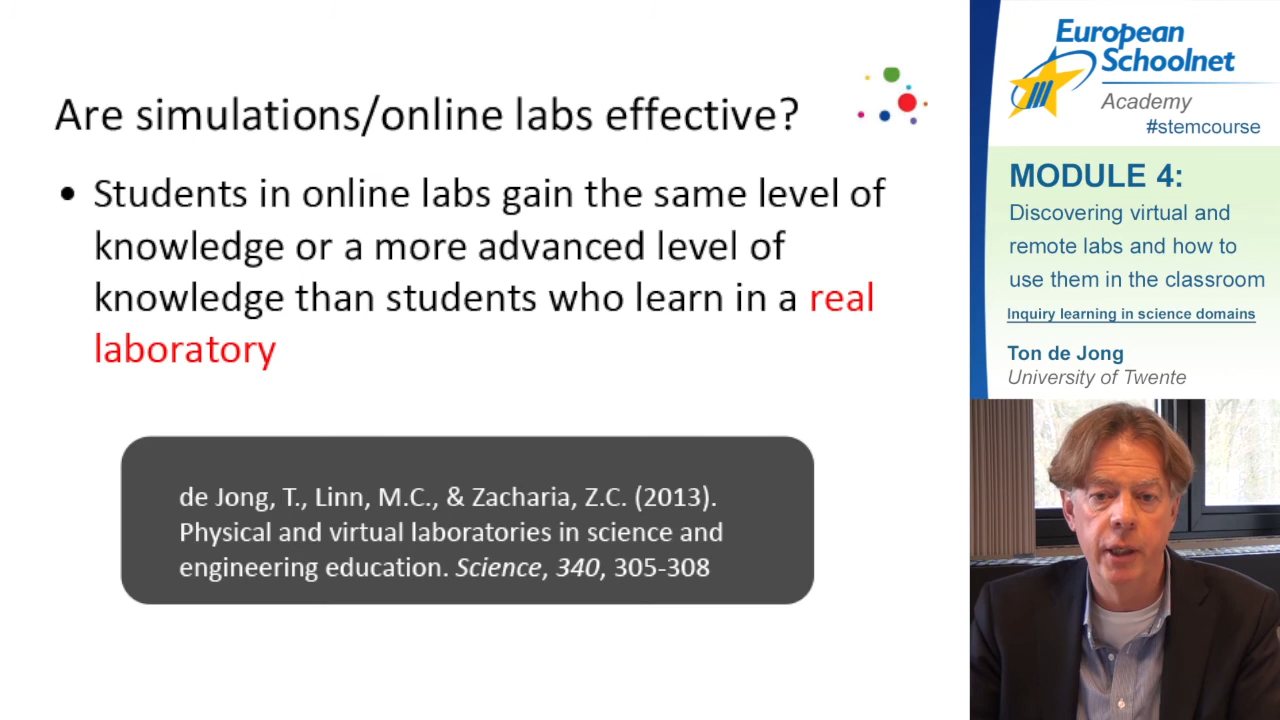 Are simulations/online labs effective?
• Students in online labs gain the same level of
knowledge or a more advanced level of
knowledge than students who learn in a real
laboratory
de Jong, T., Linn, M.C., & Zacharia, Z.C. (2013).
Physical and virtual laboratories in science and
engineering education. Science, 340, 305-308
European
Schoolnet
Academy
#stemcourse
MODULE 4:
Discovering virtual and
remote labs and how to
use them in the classroom
Inquiry learning in science domains
Ton de Jong
University of Twente